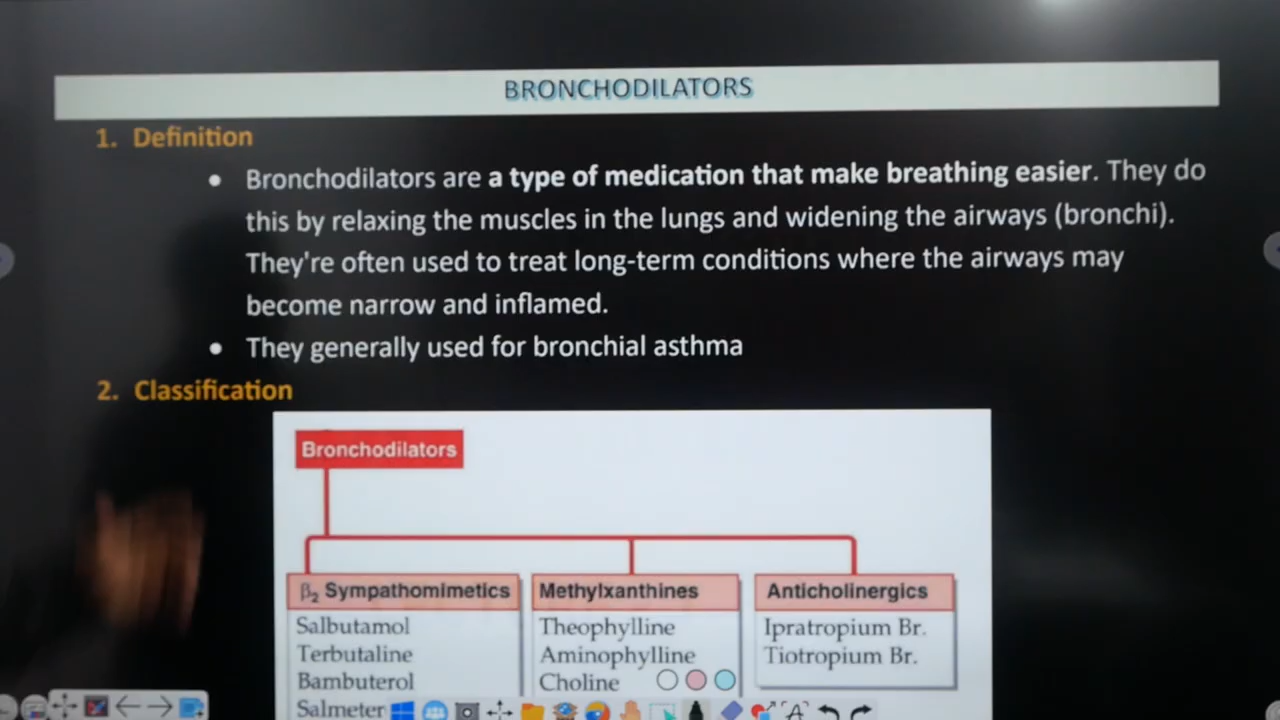 BRONCHODILATORS
1. Definition
• Bronchodilators are a type of medication that make breathing easier. They do
this by relaxing the muscles in the lungs and widening the airways (bronchi).
They're often used to treat long-term conditions where the airways may
become narrow and inflamed.
• They generally used for bronchial asthma
2. Classification
Bronchodilators
β₂ Sympathomimetics
Salbutamol
Terbutaline
Bambuterol
Salmeter
Methylxanthines
Theophylline
Aminophylline
Choline
Anticholinergics
Ipratropium Br.
Tiotropium Br.